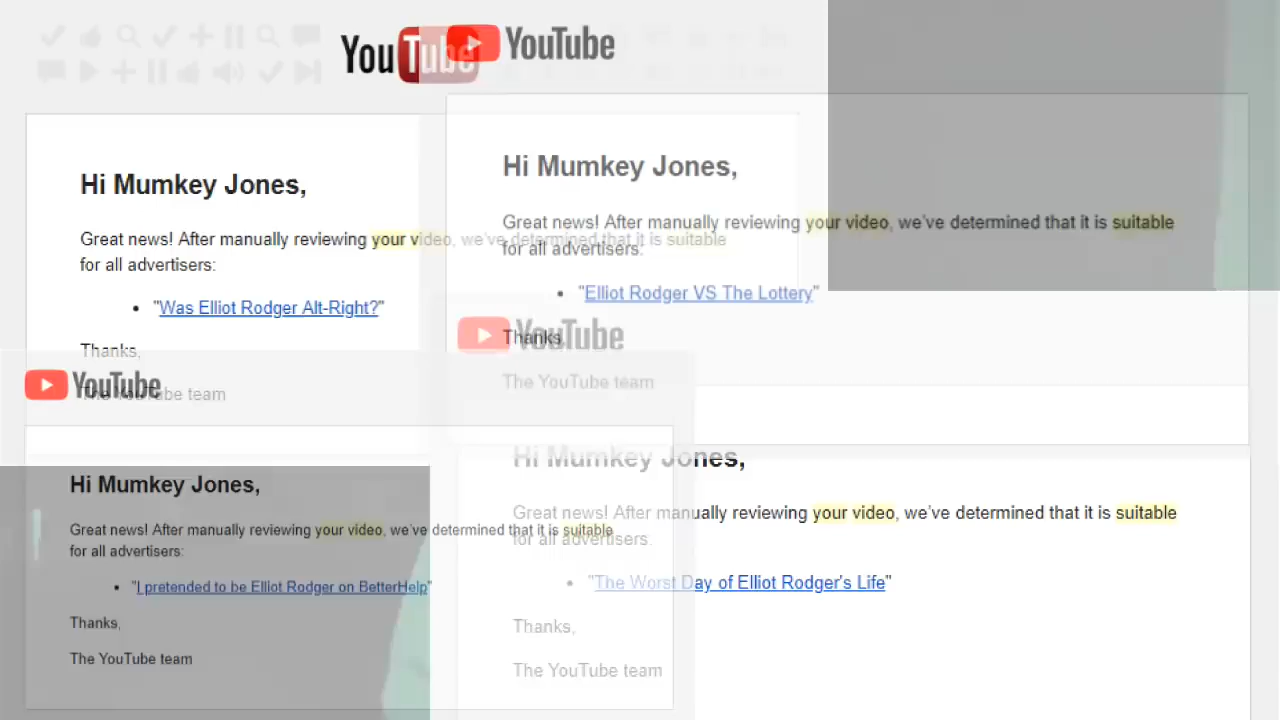 YouTube
Hi Mumkey Jones,
Great news! After manually reviewing your video, we've determined that it is suitable
for all advertisers:
"Was Elliot Rodger Alt-Right?"
Thanks,
The YouTube team
YouTube
Hi Mumkey Jones,
Great news! After manually reviewing your video, we've determined that it is suitable
for all advertisers:
"Elliot Rodger VS The Lottery"
Thanks,
The YouTube team
YouTube
Hi Mumkey Jones,
Great news! After manually reviewing your video, we've determined that it is suitable
for all advertisers:
"I pretended to be Elliot Rodger on BetterHelp"
Thanks,
The YouTube team
YouTube
Hi Mumkey Jones,
Great news! After manually reviewing your video, we've determined that it is suitable
for all advertisers:
"The Worst Day of Elliot Rodger's Life"
Thanks,
The YouTube team